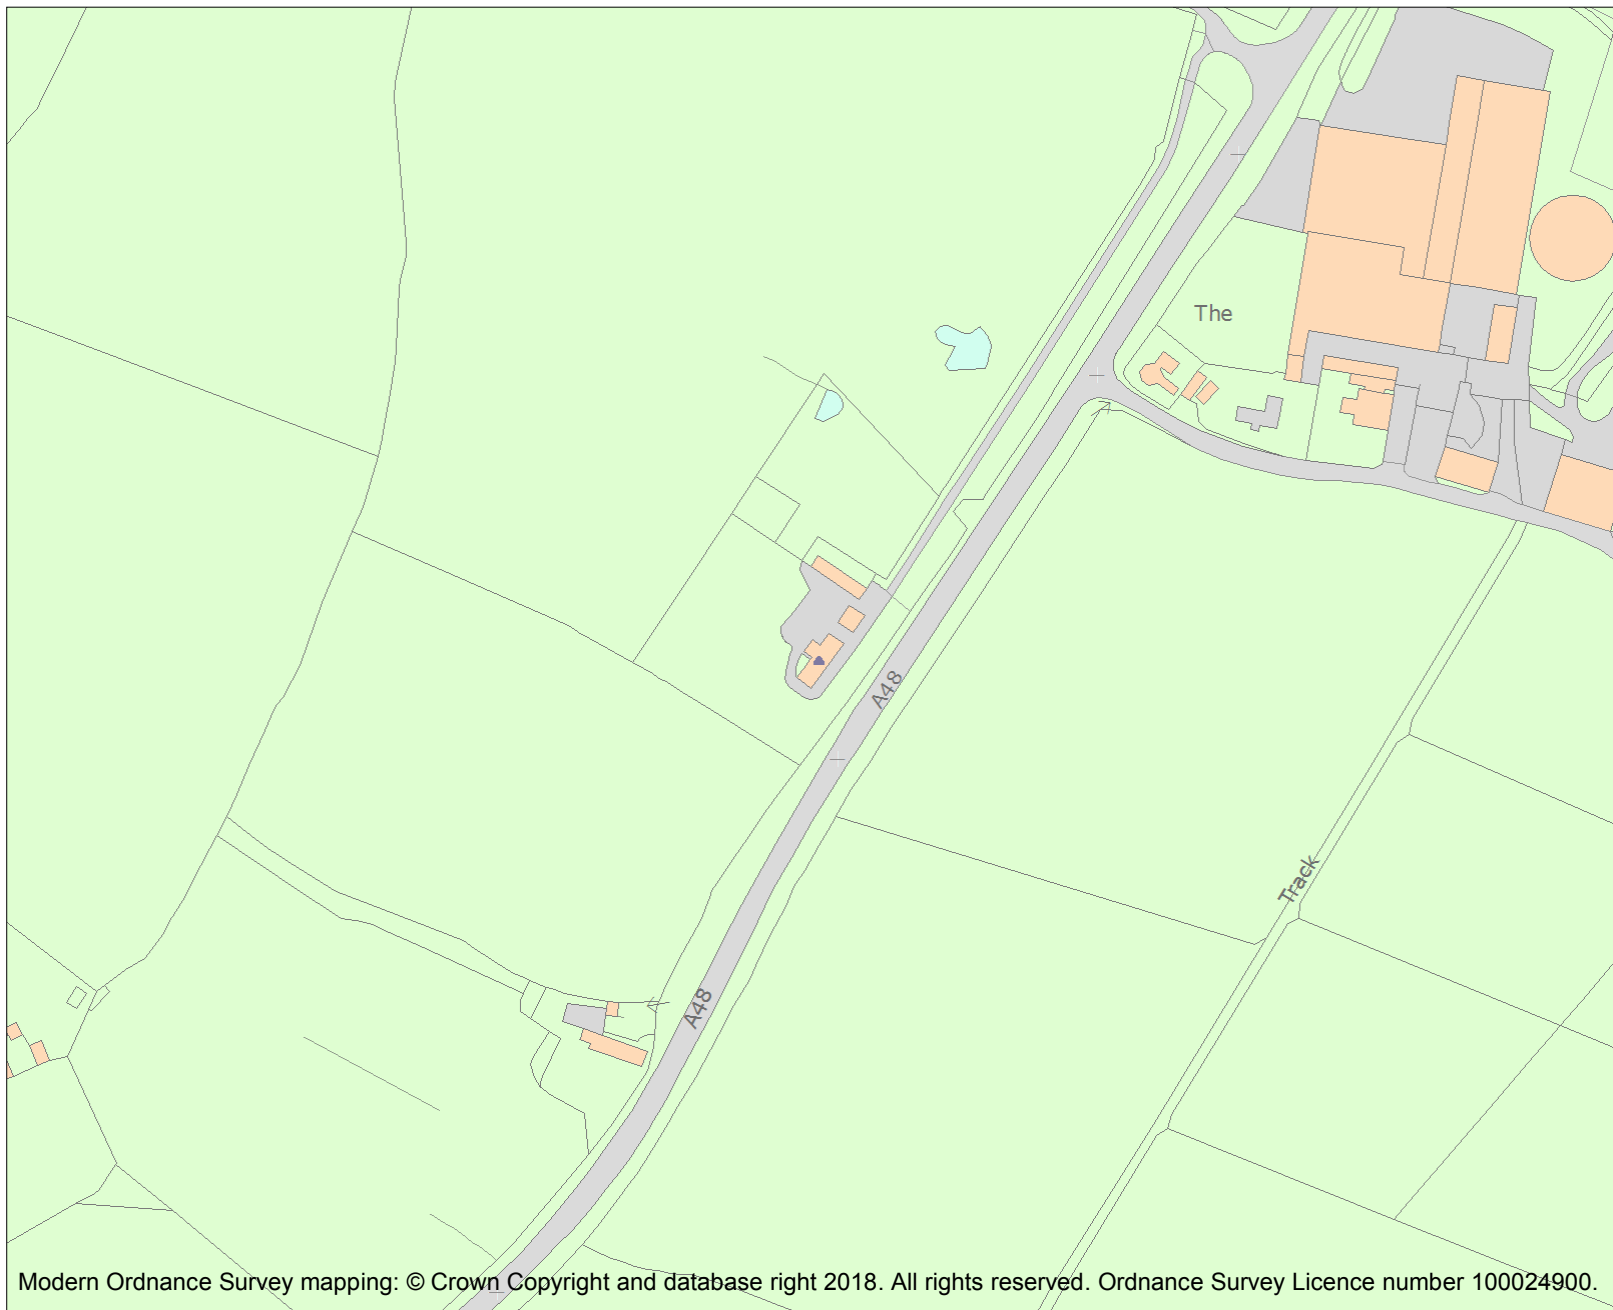 The
A48
Track
A48
Modern Ordnance Survey mapping: © Crown Copyright and database right 2018. All rights reserved. Ordnance Survey Licence number 100024900.